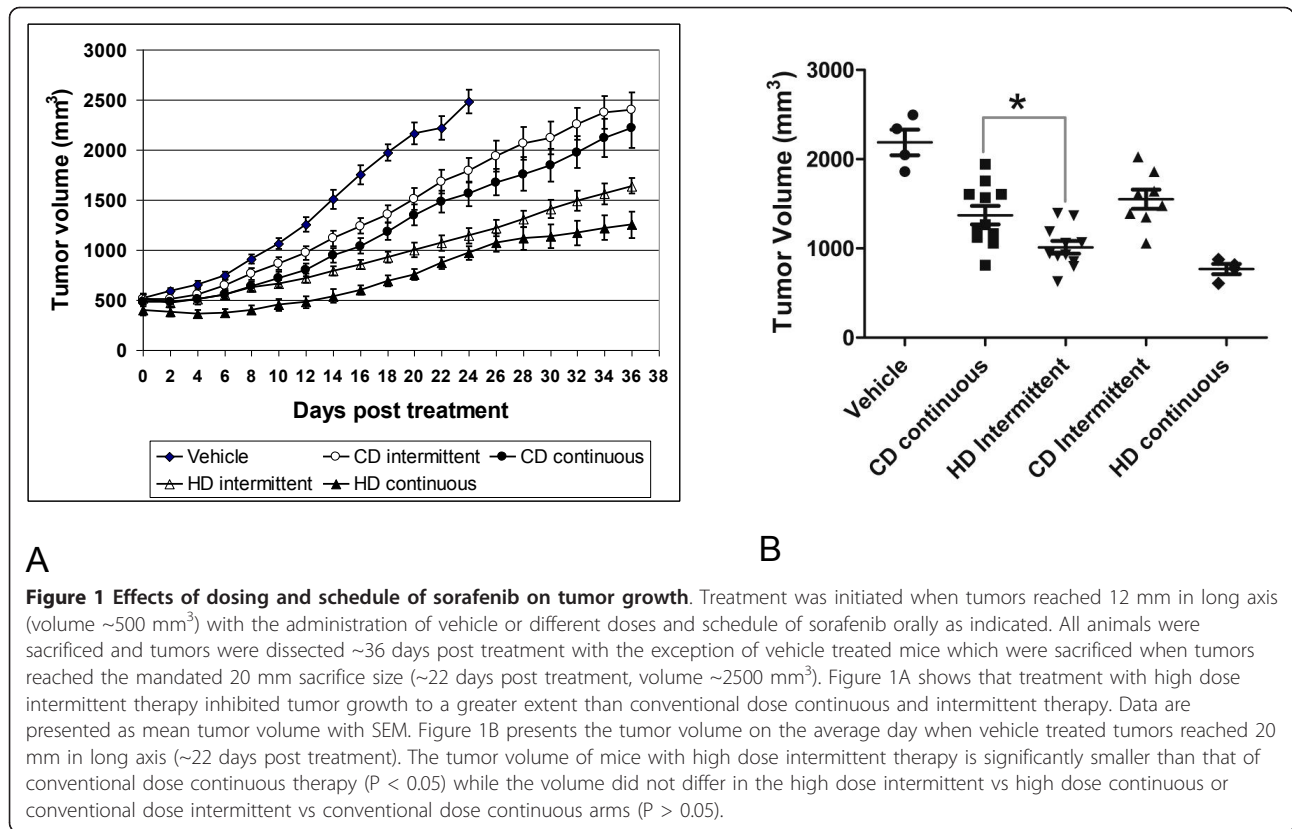 3000
2500
2000
1500
1000
500
0
Tumor volume (mm³)
0 2 4 6 8 10 12 14 16 18 20 22 24 26 28 30 32 34 36 38
Days post treatment
Vehicle CD intermittent CD continuous
HD intermittent HD continuous
A
3000
2000
1000
0
Tumor Volume (mm³)
*
Vehicle
CD continuous
HD Intermittent
CD Intermittent
HD continuous
B
Figure 1 Effects of dosing and schedule of sorafenib on tumor growth. Treatment was initiated when tumors reached 12 mm in long axis
(volume ~500 mm³) with the administration of vehicle or different doses and schedule of sorafenib orally as indicated. All animals were
sacrificed and tumors were dissected ~36 days post treatment with the exception of vehicle treated mice which were sacrificed when tumors
reached the mandated 20 mm sacrifice size (~22 days post treatment, volume ~2500 mm³). Figure 1A shows that treatment with high dose
intermittent therapy inhibited tumor growth to a greater extent than conventional dose continuous and intermittent therapy. Data are
presented as mean tumor volume with SEM. Figure 1B presents the tumor volume on the average day when vehicle treated tumors reached 20
mm in long axis (~22 days post treatment). The tumor volume of mice with high dose intermittent therapy is significantly smaller than that of
conventional dose continuous therapy (P < 0.05) while the volume did not differ in the high dose intermittent vs high dose continuous or
conventional dose intermittent vs conventional dose continuous arms (P > 0.05).